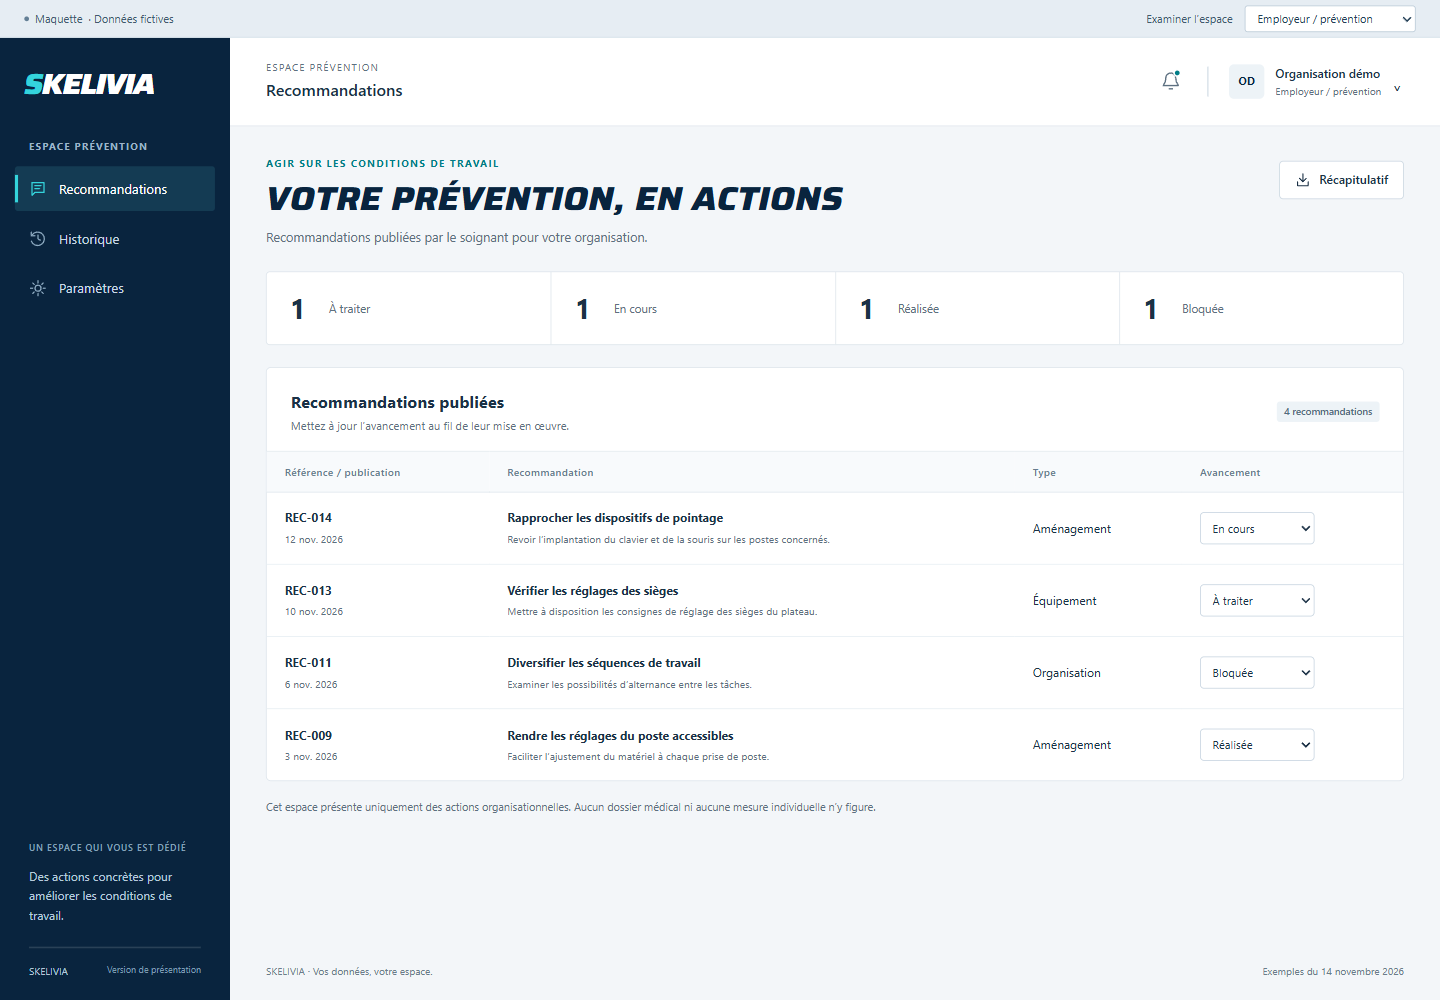 Maquette · Données fictives
Examiner l'espace
Employeur / prévention
SKELIVIA
ESPACE PRÉVENTION
Recommandations
Historique
Paramètres
UN ESPACE QUI VOUS EST DÉDIÉ
Des actions concrètes pour
améliorer les conditions de
travail.
SKELIVIA
Version de présentation
ESPACE PRÉVENTION
Recommandations
OD
Organisation démo
Employeur / prévention
AGIR SUR LES CONDITIONS DE TRAVAIL
VOTRE PRÉVENTION, EN ACTIONS
Recommandations publiées par le soignant pour votre organisation.
Récapitulatif
1 À traiter
1 En cours
1 Réalisée
1 Bloquée
Recommandations publiées
Mettez à jour l'avancement au fil de leur mise en œuvre.
4 recommandations
Référence / publication
Recommandation
Type
Avancement
REC-014
12 nov. 2026
Rapprocher les dispositifs de pointage
Revoir l'implantation du clavier et de la souris sur les postes concernés.
Aménagement
En cours
REC-013
10 nov. 2026
Vérifier les réglages des sièges
Mettre à disposition les consignes de réglage des sièges du plateau.
Équipement
À traiter
REC-011
6 nov. 2026
Diversifier les séquences de travail
Examiner les possibilités d'alternance entre les tâches.
Organisation
Bloquée
REC-009
3 nov. 2026
Rendre les réglages du poste accessibles
Faciliter l'ajustement du matériel à chaque prise de poste.
Aménagement
Réalisée
Cet espace présente uniquement des actions organisationnelles. Aucun dossier médical ni aucune mesure individuelle n'y figure.
SKELIVIA · Vos données, votre espace.
Exemples du 14 novembre 2026